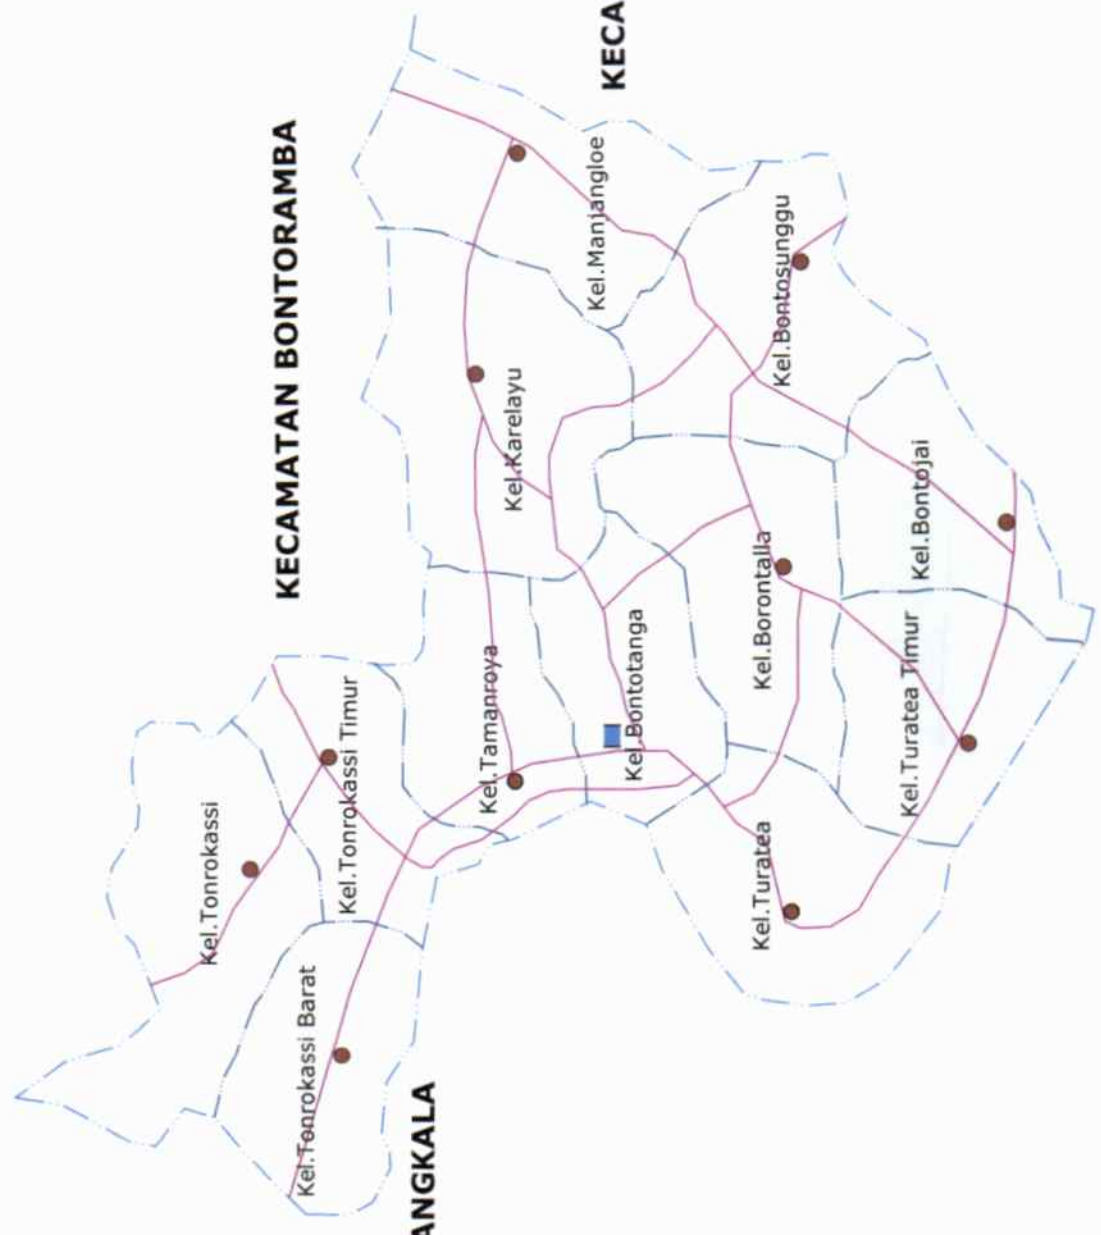 KECAMATAN BONTORAMBA
KECA
ANGKALA
Kel.Tonrokassi
Kel.Tonrokassi Barat
Kel.Tonrokassi Timur
Kel.Tamanroya
Kel.Karelayu
Kel.Manjangloe
Kel.Bontotanga
Kel.Borontalla
Kel.Bontosunggu
Kel.Turatea
Kel.Turatea Timur
Kel.Bontojai